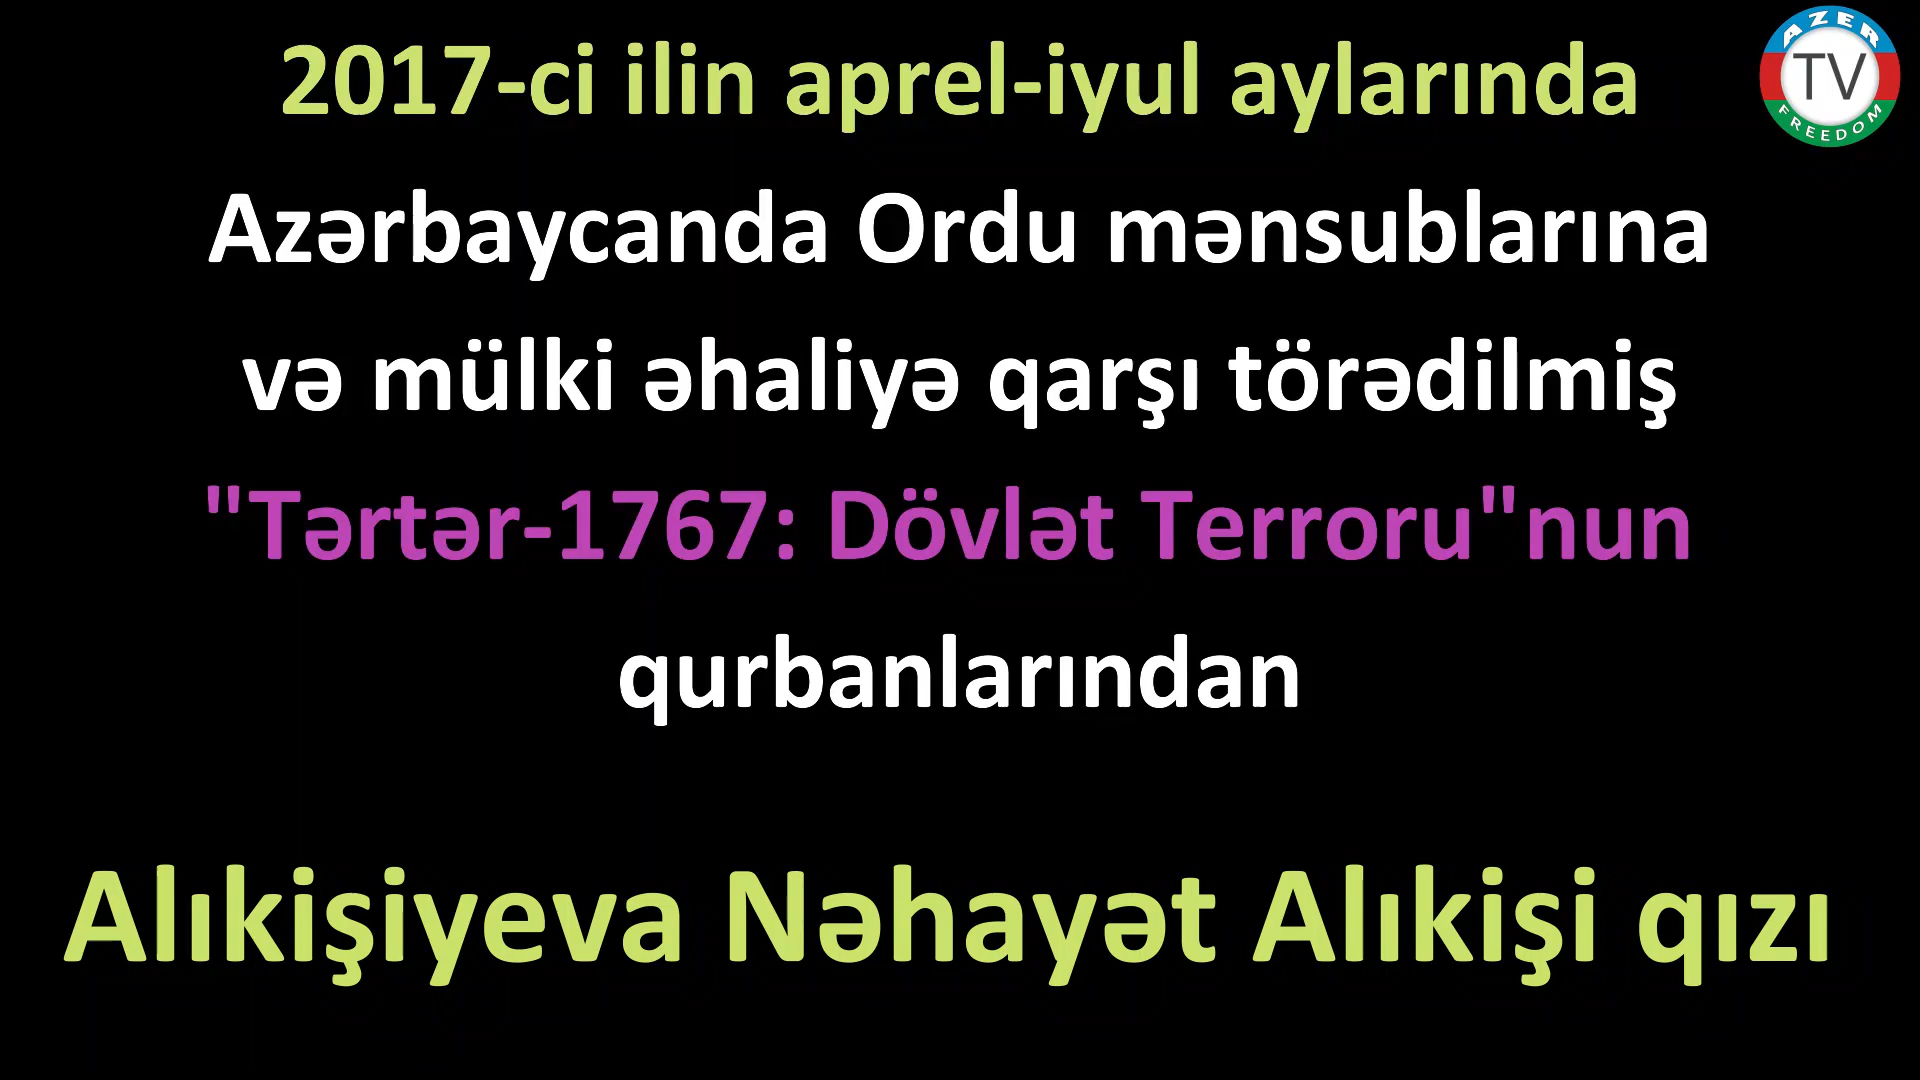 2017-ci ilin aprel-iyul aylarında
Azərbaycanda Ordu mənsublarına
və mülki əhaliyə qarşı törədilmiş
"Tərtər-1767: Dövlət Terroru"nun
qurbanlarından
Alıkişiyeva Nəhayət Alıkişi qızı
AZER
TV
FREEDOM